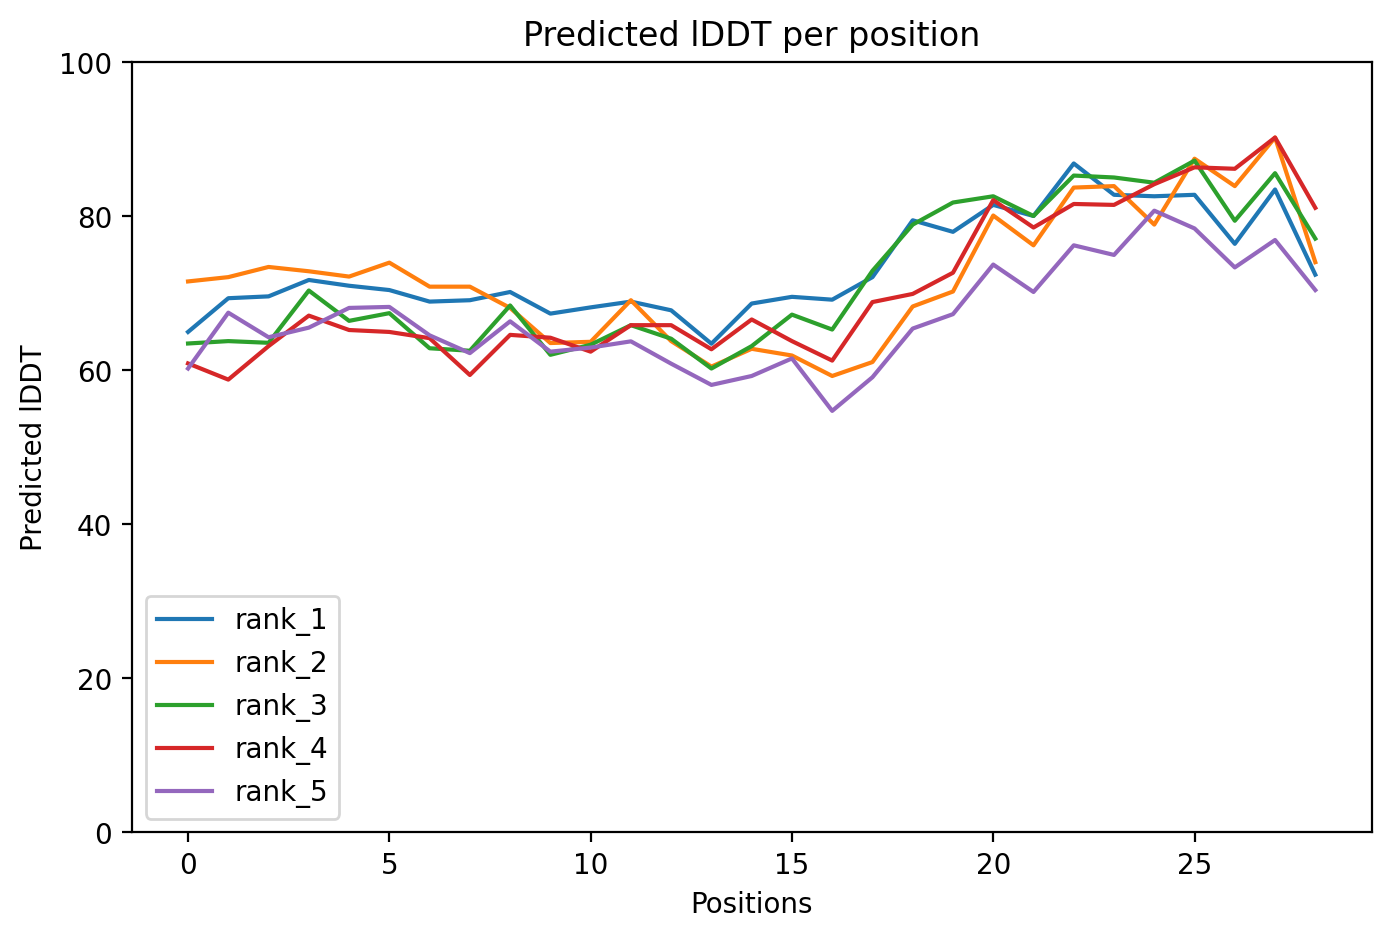 Predicted lDDT per position
100
80
60
40
20
0
Predicted lDDT
rank_1
rank_2
rank_3
rank_4
rank_5
0 5 10 15 20 25
Positions